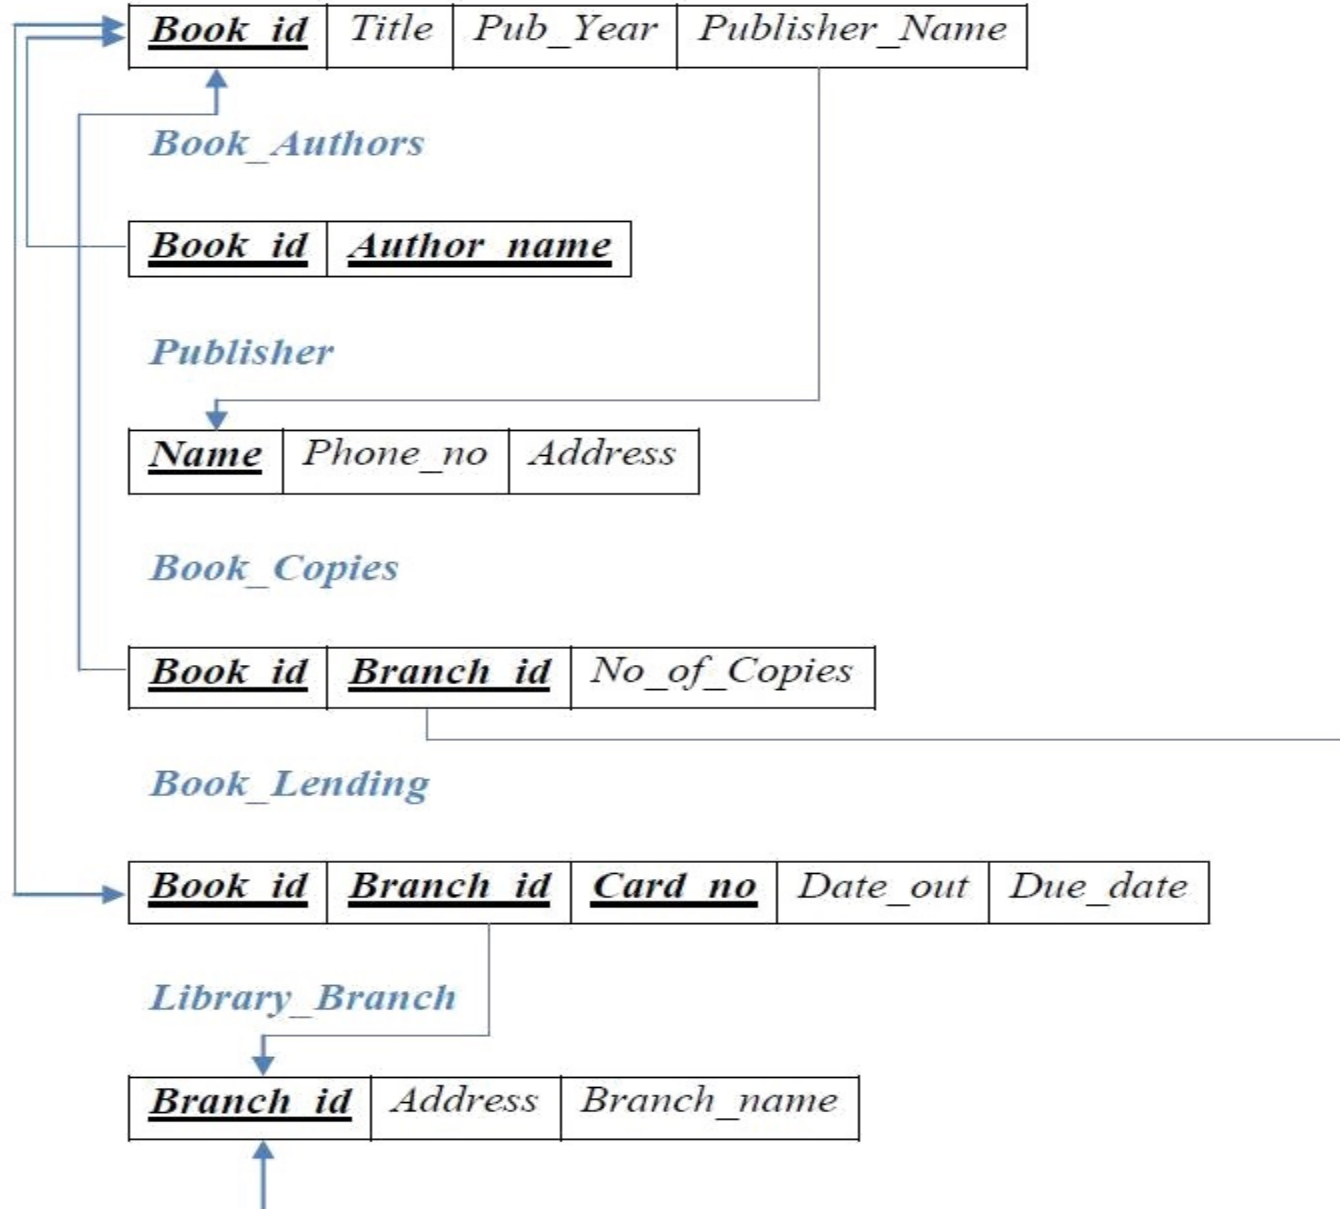 Book_id Title Pub_Year Publisher_Name
Book_Authors
Book_id Author_name
Publisher
Name Phone_no Address
Book_Copies
Book_id Branch_id No_of_Copies
Book_Lending
Book_id Branch_id Card_no Date_out Due_date
Library_Branch
Branch_id Address Branch_name